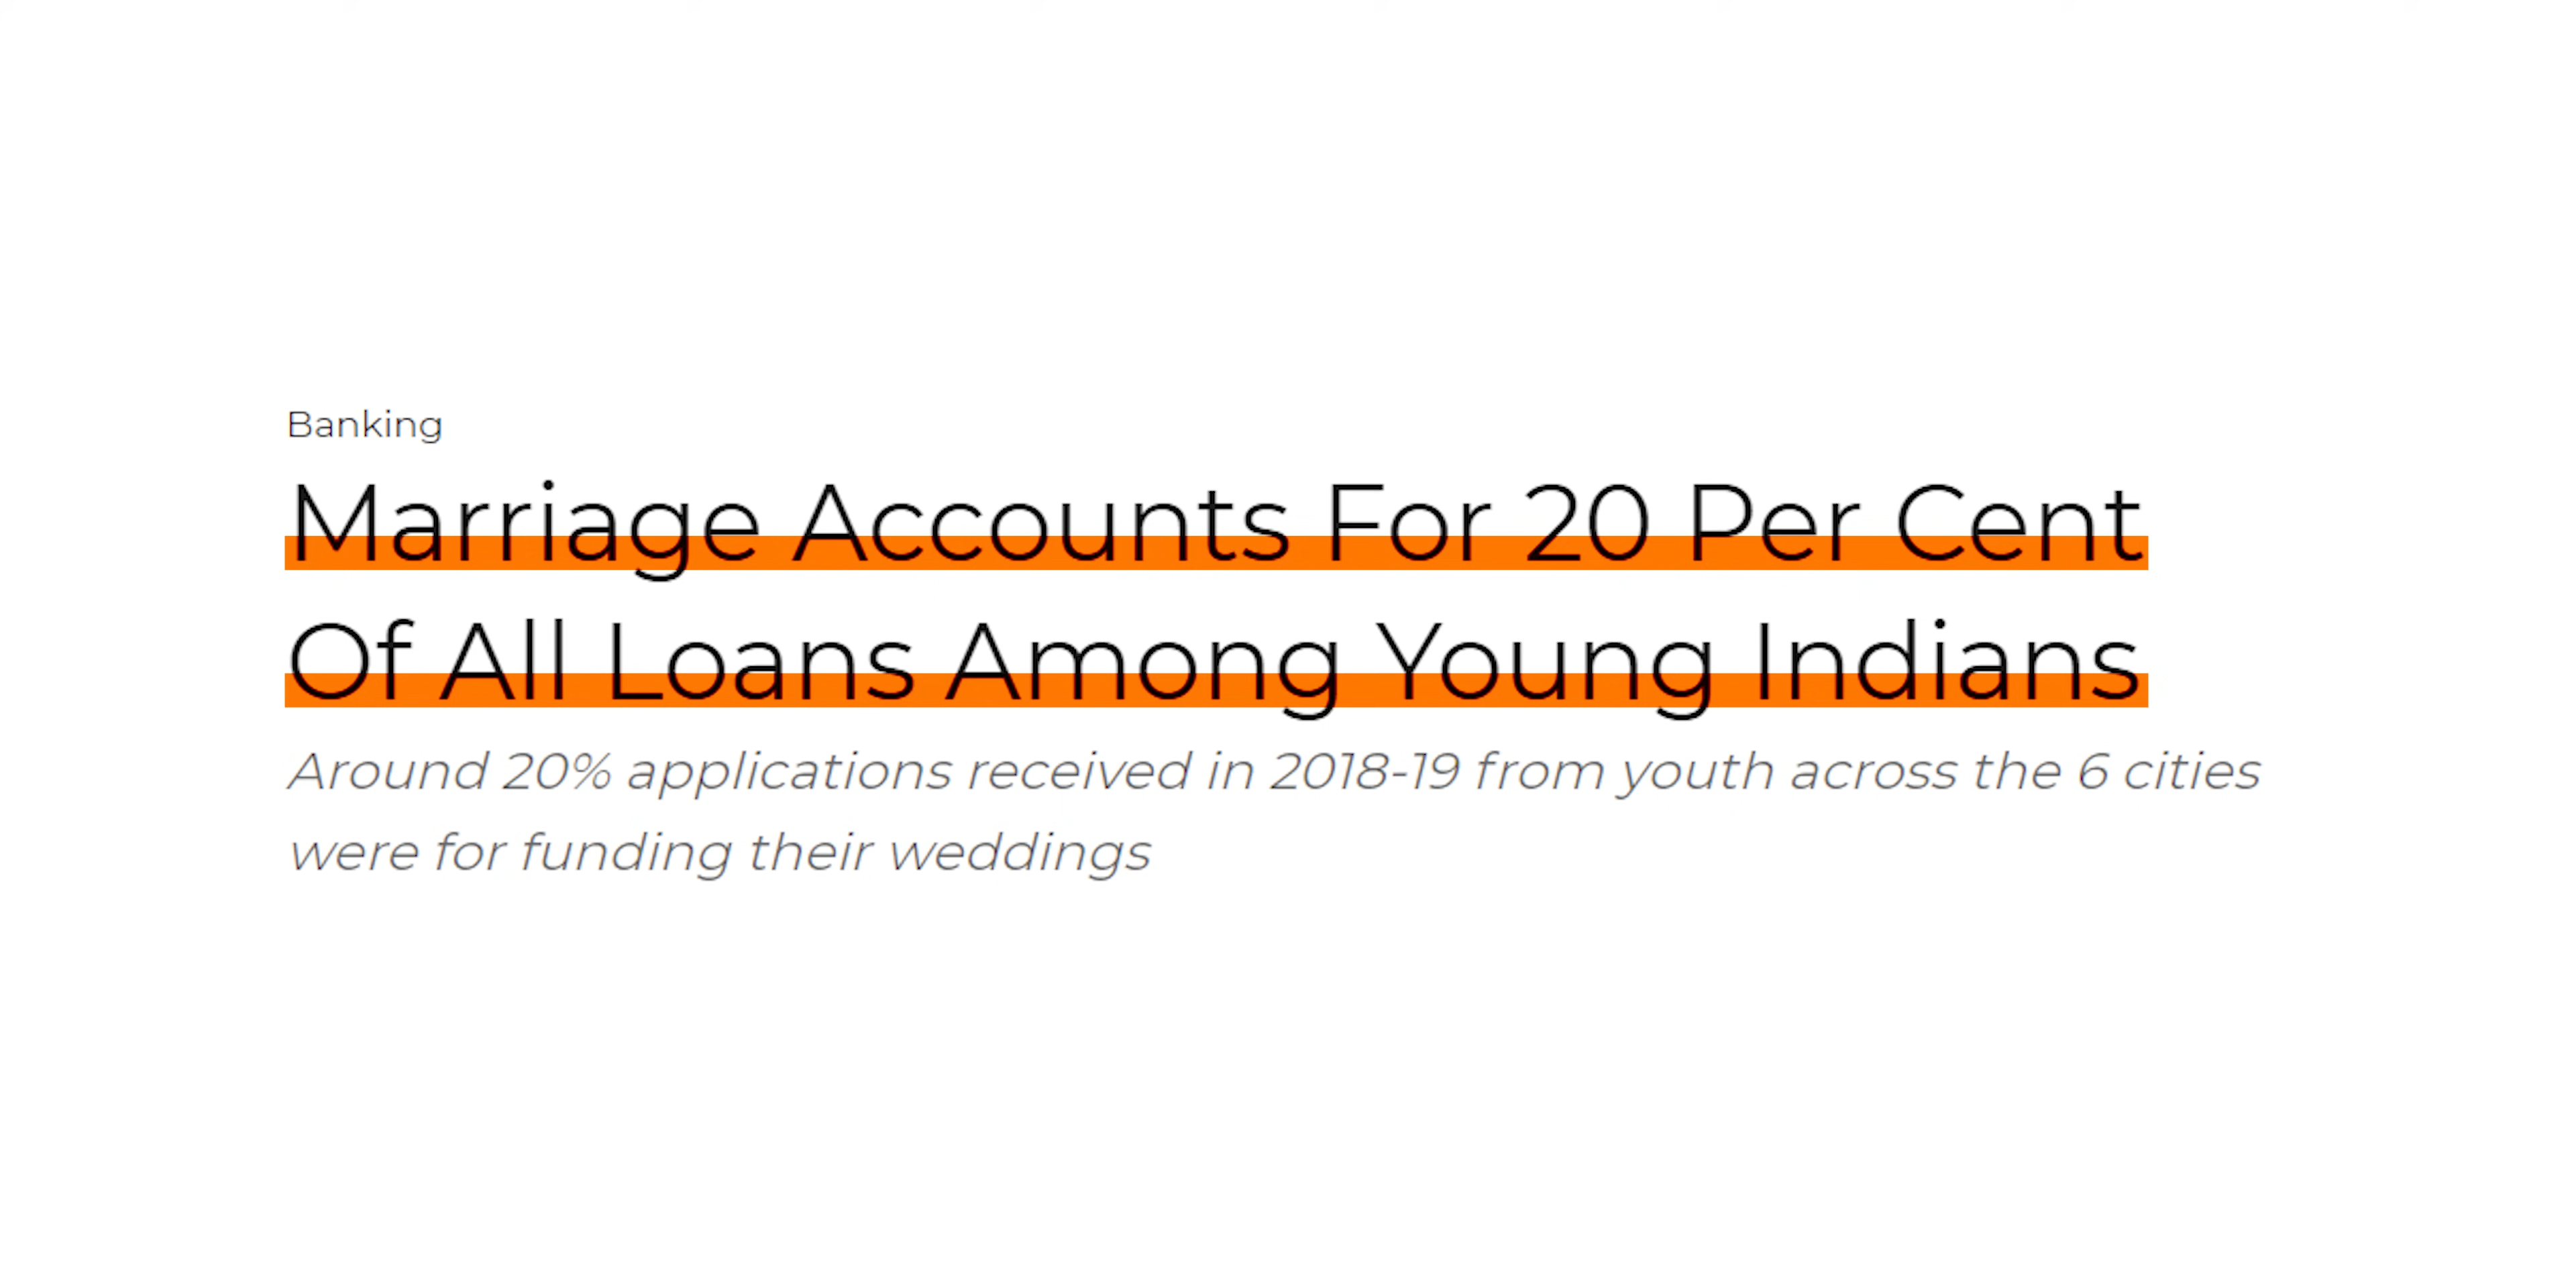 Banking
Marriage Accounts For 20 Per Cent
Of All Loans Among Young Indians
Around 20% applications received in 2018-19 from youth across the 6 cities
were for funding their weddings